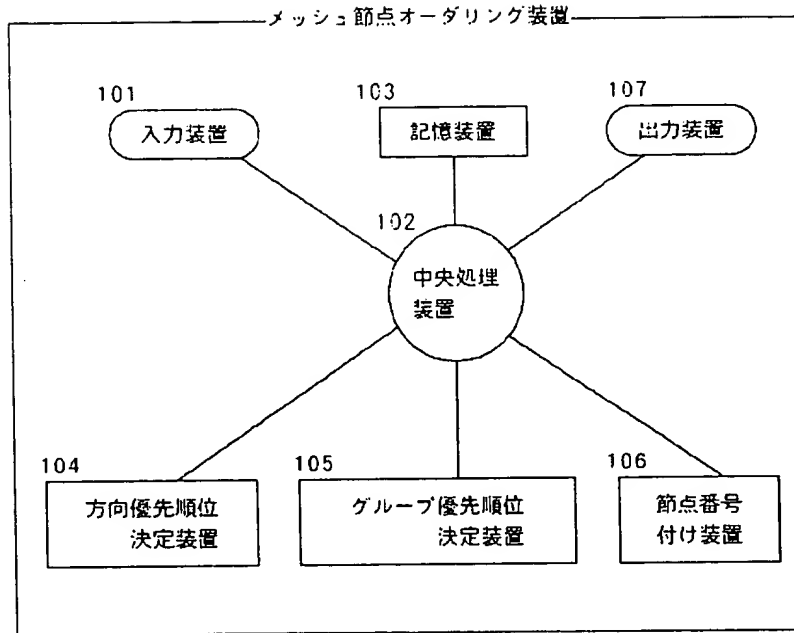 メッシュ節点オーダリング装置
101
入力装置
103
記憶装置
107
出力装置
102
中央処理
装置
104
方向優先順位
決定装置
105
グループ優先順位
決定装置
106
節点番号
付け装置